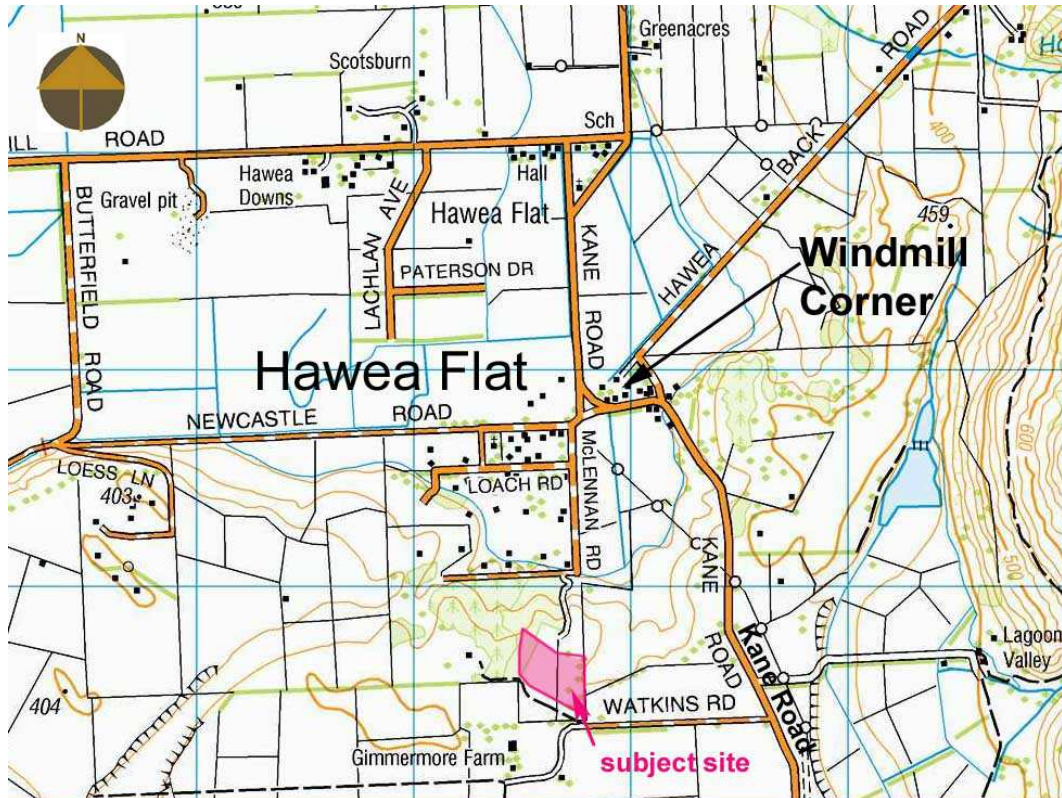 N
Greenacres
Scotsburn
ROAD
Sch
ILL
ROAD
400
BACK?
Hawea
Downs
Hall
Gravel pit
BUTTERFIELD ROAD
LACHLAW AVE
Hawea Flat
KANE ROAD
459
Windmill
Corner
PATERSON DR
HAWEA
Hawea Flat
NEWCASTLE ROAD
McLENNAN RD
600
LOESS LN
LOACH RD
403
KANE ROAD
500
Kane Road
Lagoon
Valley
404
WATKINS RD
Gimmermore Farm
subject site